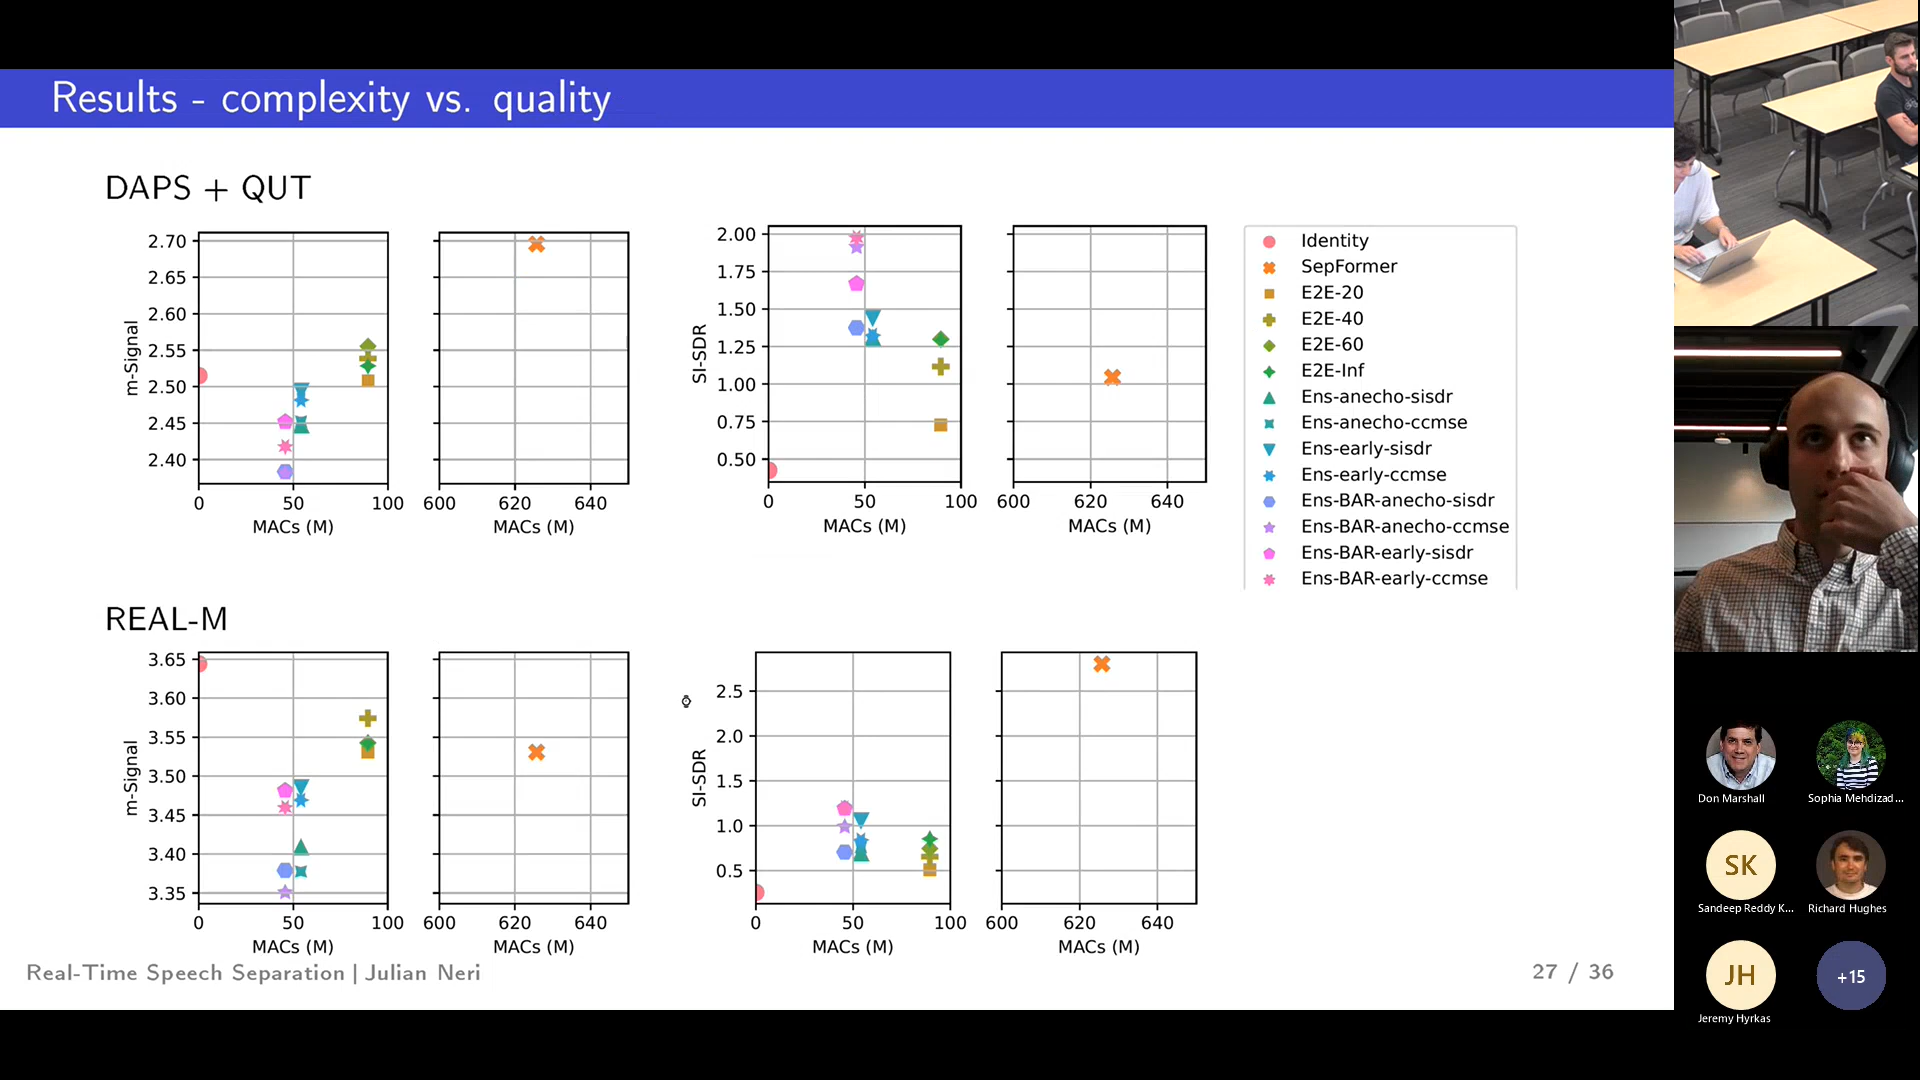 Results - complexity vs. quality
DAPS + QUT
2.70
2.65
2.60
2.55
2.50
2.45
2.40
m-Signal
0 50 100
MACs (M)
600 620 640
MACs (M)
2.00
1.75
1.50
1.25
1.00
0.75
0.50
SI-SDR
0 50 100
MACs (M)
600 620 640
MACs (M)
Identity
SepFormer
E2E-20
E2E-40
E2E-60
E2E-Inf
Ens-anecho-sisdr
Ens-anecho-ccmse
Ens-early-sisdr
Ens-early-ccmse
Ens-BAR-anecho-sisdr
Ens-BAR-anecho-ccmse
Ens-BAR-early-sisdr
Ens-BAR-early-ccmse
REAL-M
3.65
3.60
3.55
3.50
3.45
3.40
3.35
m-Signal
0 50 100
MACs (M)
600 620 640
MACs (M)
2.5
2.0
1.5
1.0
0.5
SI-SDR
0 50 100
MACs (M)
600 620 640
MACs (M)
Real-Time Speech Separation | Julian Neri
27 / 36
Don Marshall
Sophia Mehdizad...
SK
Sandeep Reddy K...
Richard Hughes
JH
Jeremy Hyrkas
+15